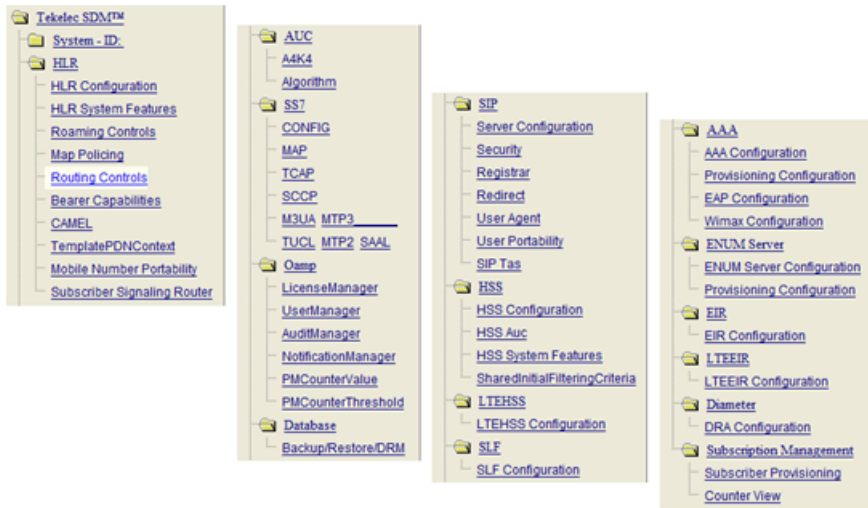 Tekelec SDM™
System - ID:
HLR
HLR Configuration
HLR System Features
Roaming Controls
Map Policing
Routing Controls
Bearer Capabilities
CAMEL
TemplatePDNContext
Mobile Number Portability
Subscriber Signaling Router
AUC
A4K4
Algorithm
SS7
CONFIG
MAP
TCAP
SCCP
M3UA MTP3______
TUCL MTP2 SAAL
Oamp
LicenseManager
UserManager
AuditManager
NotificationManager
PMCounterValue
PMCounterThreshold
Database
Backup/Restore/DRM
SIP
Server Configuration
Security
Registrar
Redirect
User Agent
User Portability
SIP Tas
HSS
HSS Configuration
HSS Auc
HSS System Features
SharedInitialFilteringCriteria
LTEHSS
LTEHSS Configuration
SLF
SLF Configuration
AAA
AAA Configuration
Provisioning Configuration
EAP Configuration
Wimax Configuration
ENUM Server
ENUM Server Configuration
Provisioning Configuration
EIR
EIR Configuration
LTEEIR
LTEEIR Configuration
Diameter
DRA Configuration
Subscription Management
Subscriber Provisioning
Counter View